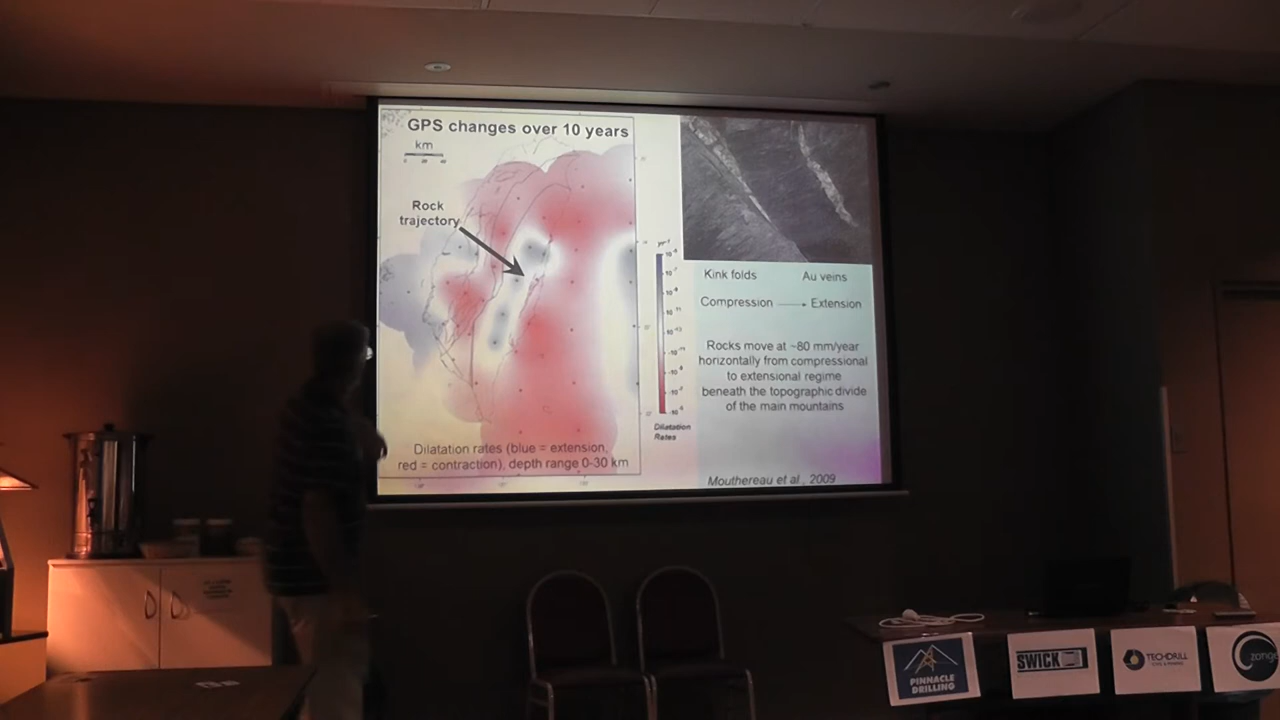 GPS changes over 10 years
km
Rock
trajectory
Dilatation rates (blue = extension,
red = contraction), depth range 0-30 km
Dilatation
Rates
Kink folds Au veins
Compression Extension
Rocks move at ~80 mm/year
horizontally from compressional
to extensional regime
beneath the topographic divide
of the main mountains
Mouthereau et al., 2009
PINNACLE
DRILLING
SWICK
TECHDRILL
zonge